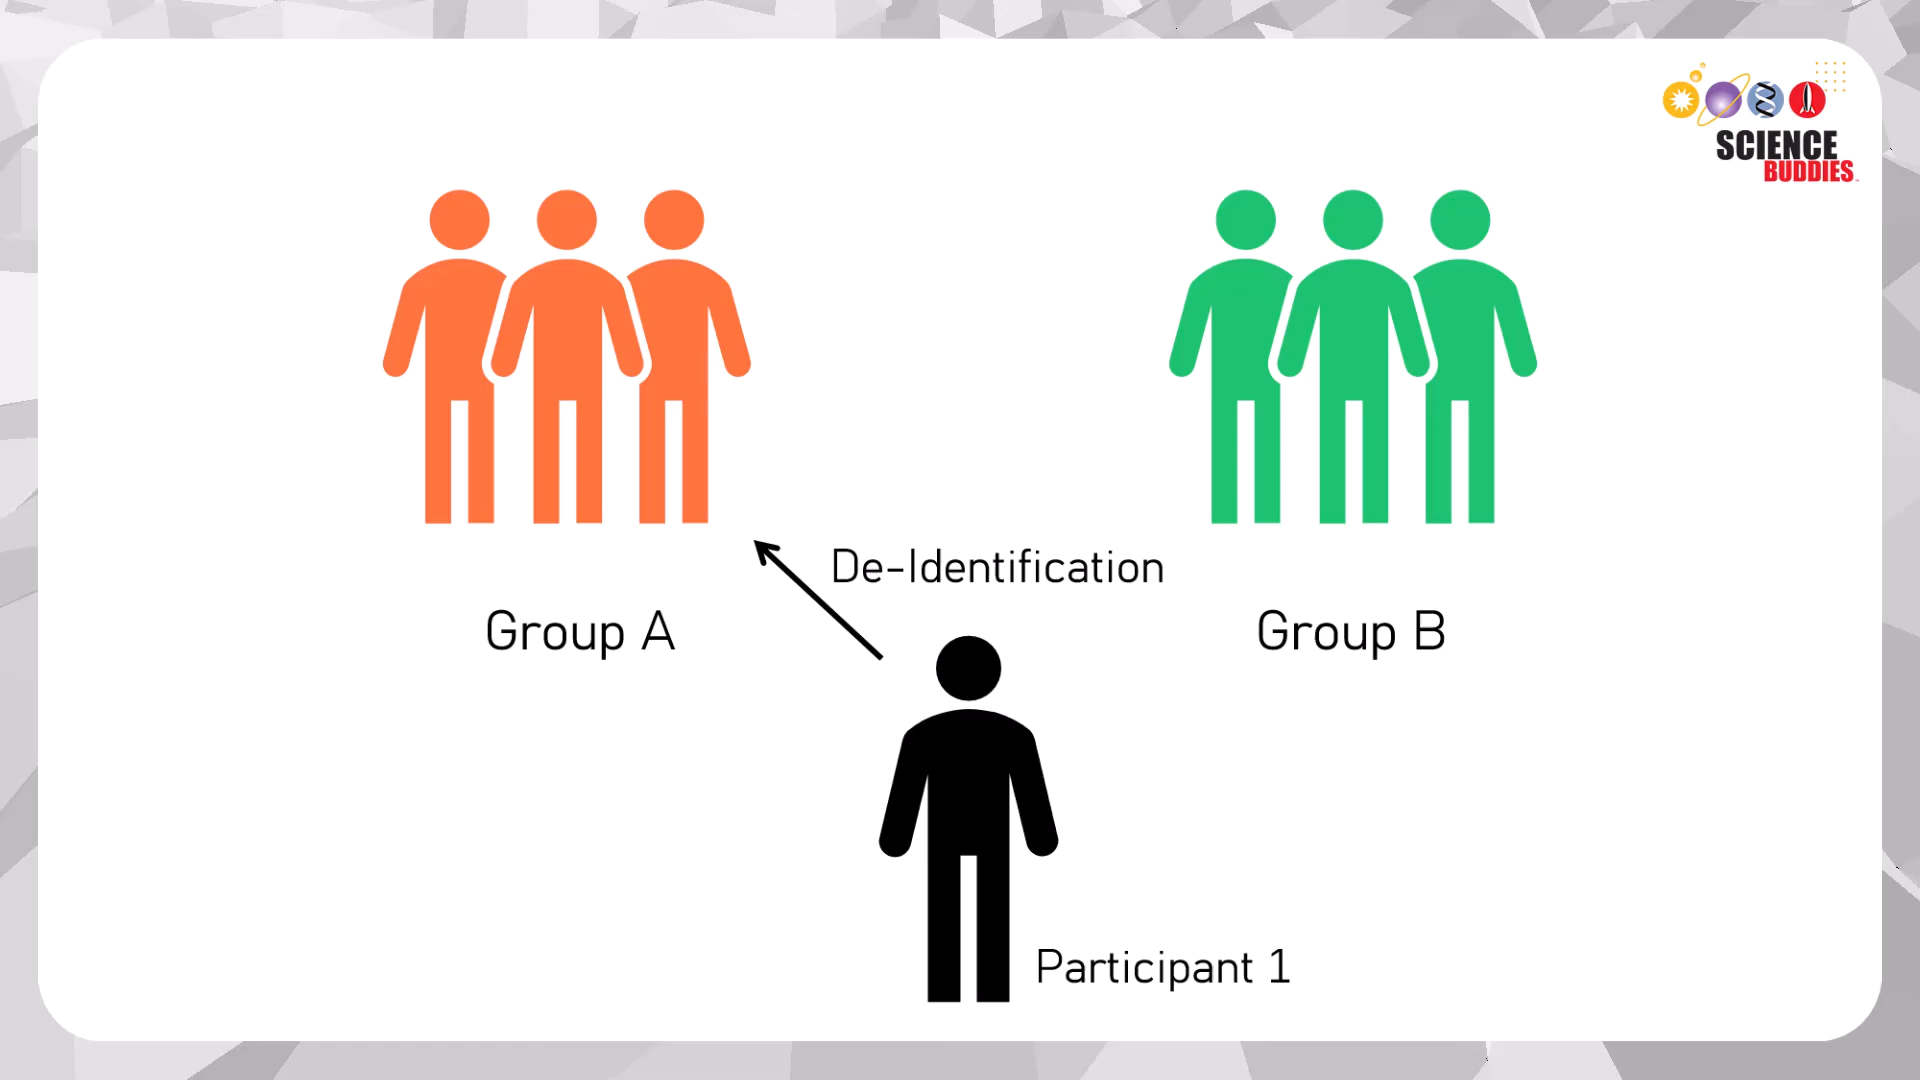 SCIENCE
BUDDIES
De-Identification
Group A
Group B
Participant 1